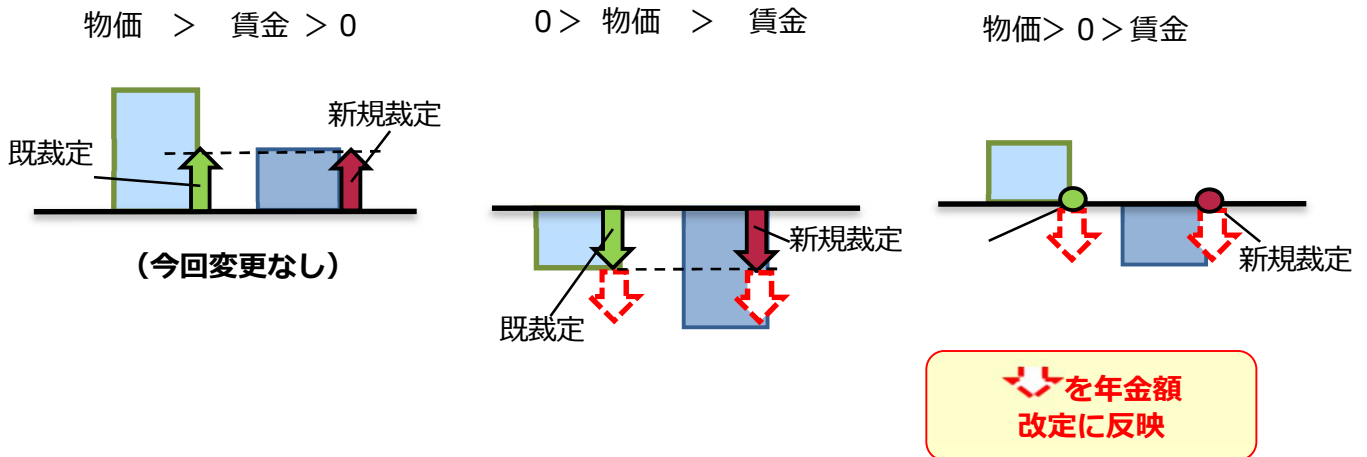 物価 ＞ 賃金 ＞０
０＞ 物価 ＞ 賃金
物価＞０＞賃金
新規裁定
既裁定
（今回変更なし）
新規裁定
既裁定
新規裁定
を年金額
改定に反映